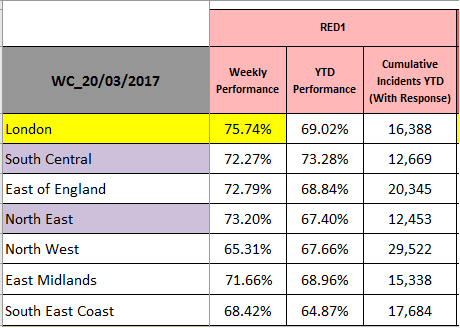 RED1
WC_20/03/2017
Weekly Performance
YTD Performance
Cumulative Incidents YTD (With Response)
London 75.74% 69.02% 16,388
South Central 72.27% 73.28% 12,669
East of England 72.79% 68.84% 20,345
North East 73.20% 67.40% 12,453
North West 65.31% 67.66% 29,522
East Midlands 71.66% 68.96% 15,338
South East Coast 68.42% 64.87% 17,684